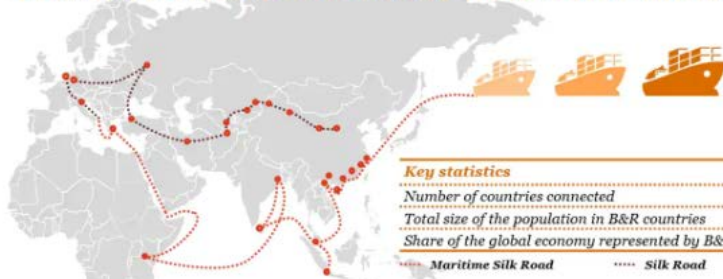 Key statistics
Number of countries connected
Total size of the population in B&R countries
Share of the global economy represented by B&
Maritime Silk Road
Silk Road